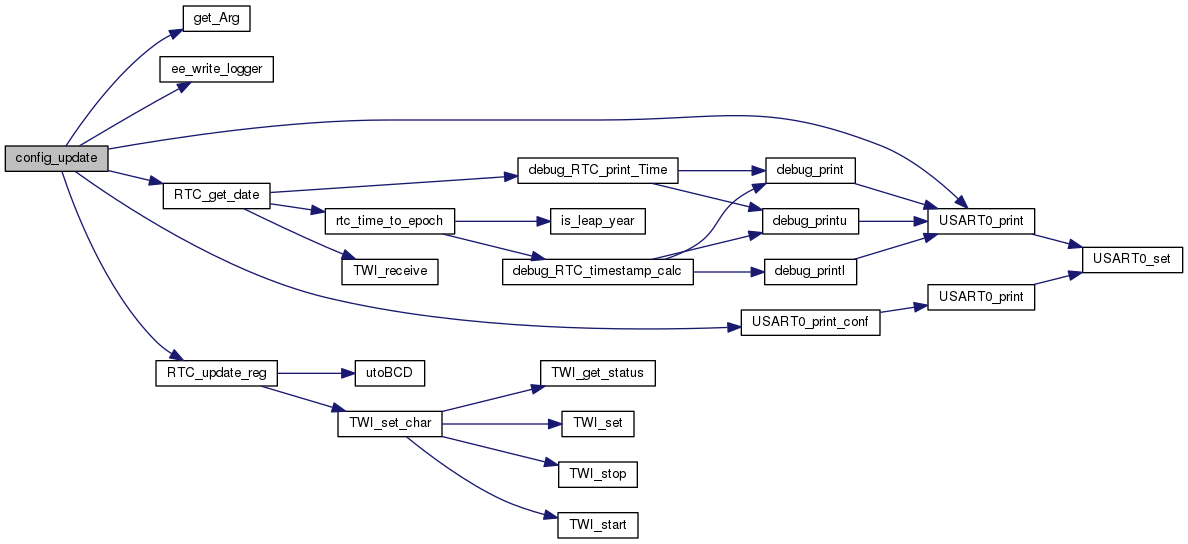 get_Arg
ee_write_logger
config_update
RTC_get_date
debug_RTC_print_Time
debug_print
rtc_time_to_epoch
is_leap_year
debug_printu
USART0_print
TWI_receive
debug_RTC_timestamp_calc
debug_printl
USART0_set
USART0_print_conf
USART0_print
RTC_update_reg
utoBCD
TWI_get_status
TWI_set_char
TWI_set
TWI_stop
TWI_start